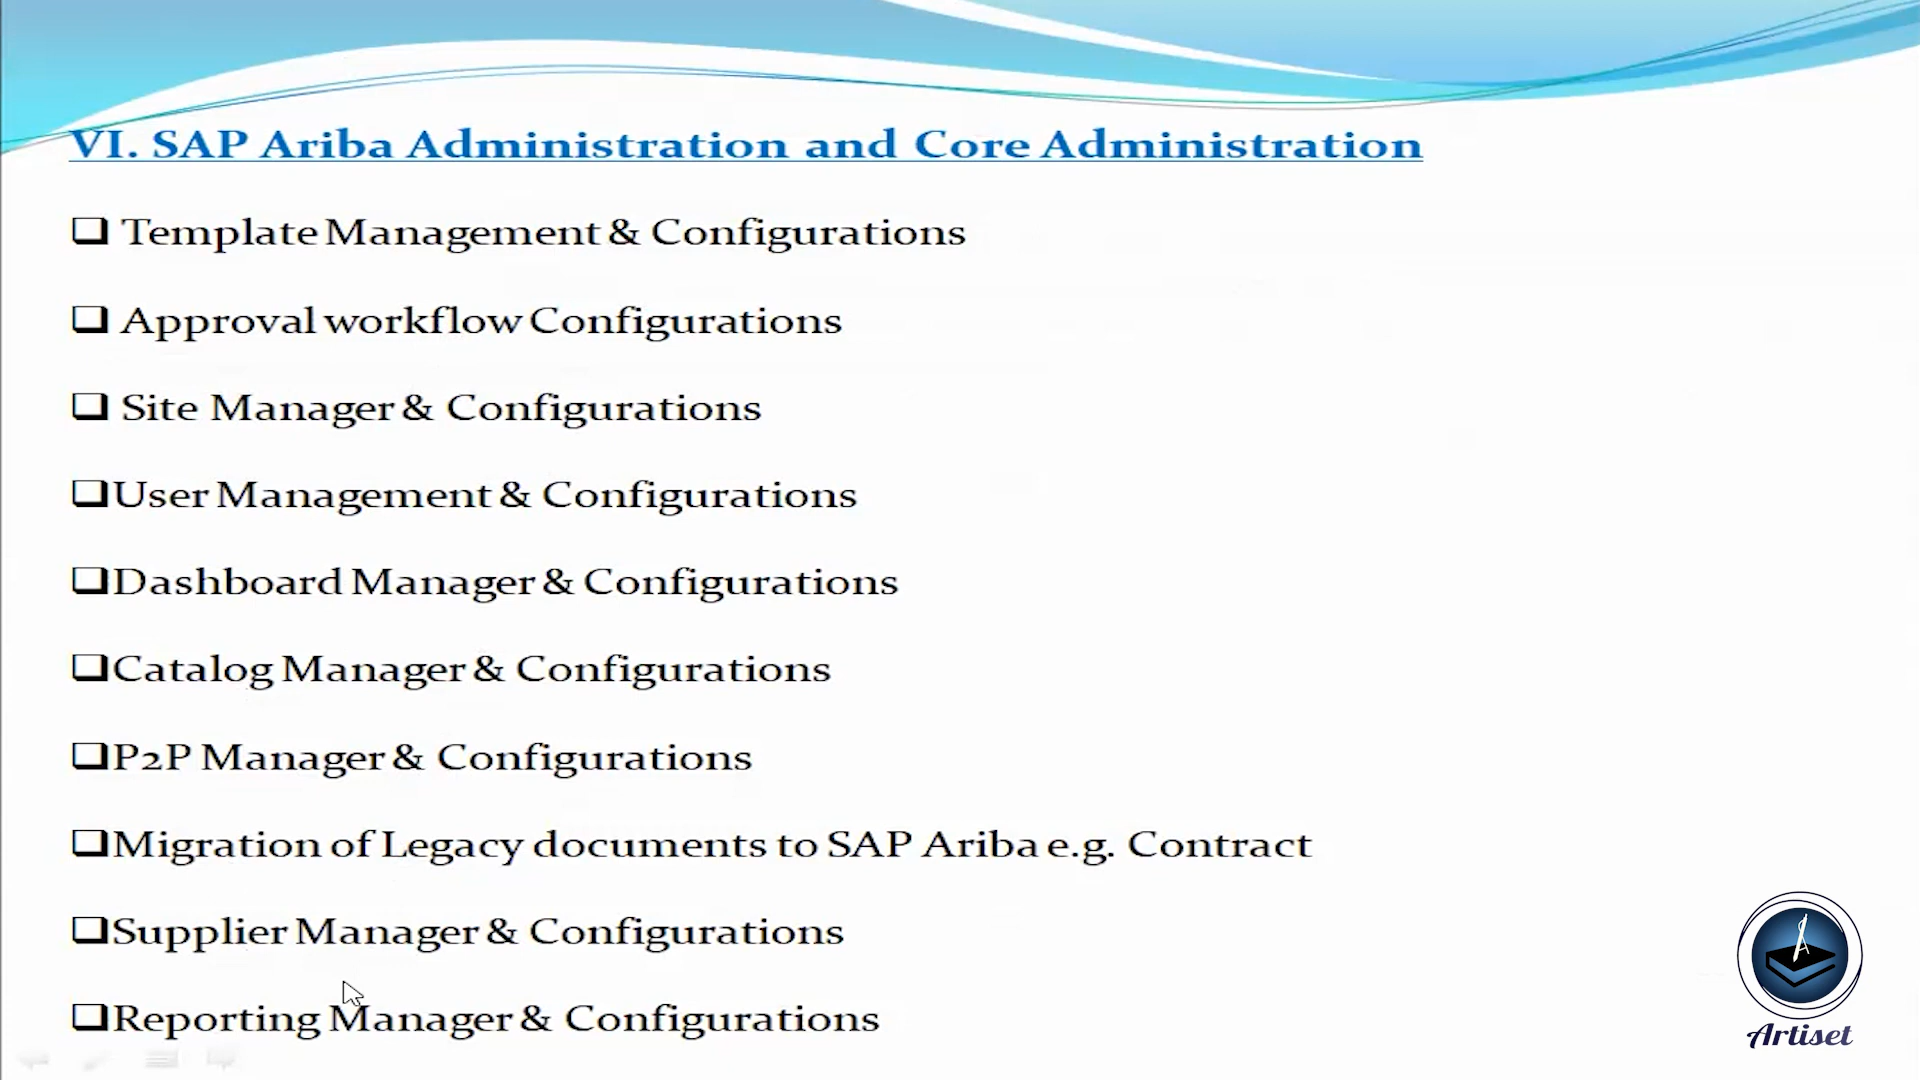 VI. SAP Ariba Administration and Core Administration
Template Management & Configurations
Approval workflow Configurations
Site Manager & Configurations
User Management & Configurations
Dashboard Manager & Configurations
Catalog Manager & Configurations
P2P Manager & Configurations
Migration of Legacy documents to SAP Ariba e.g. Contract
Supplier Manager & Configurations
Reporting Manager & Configurations
Artiset